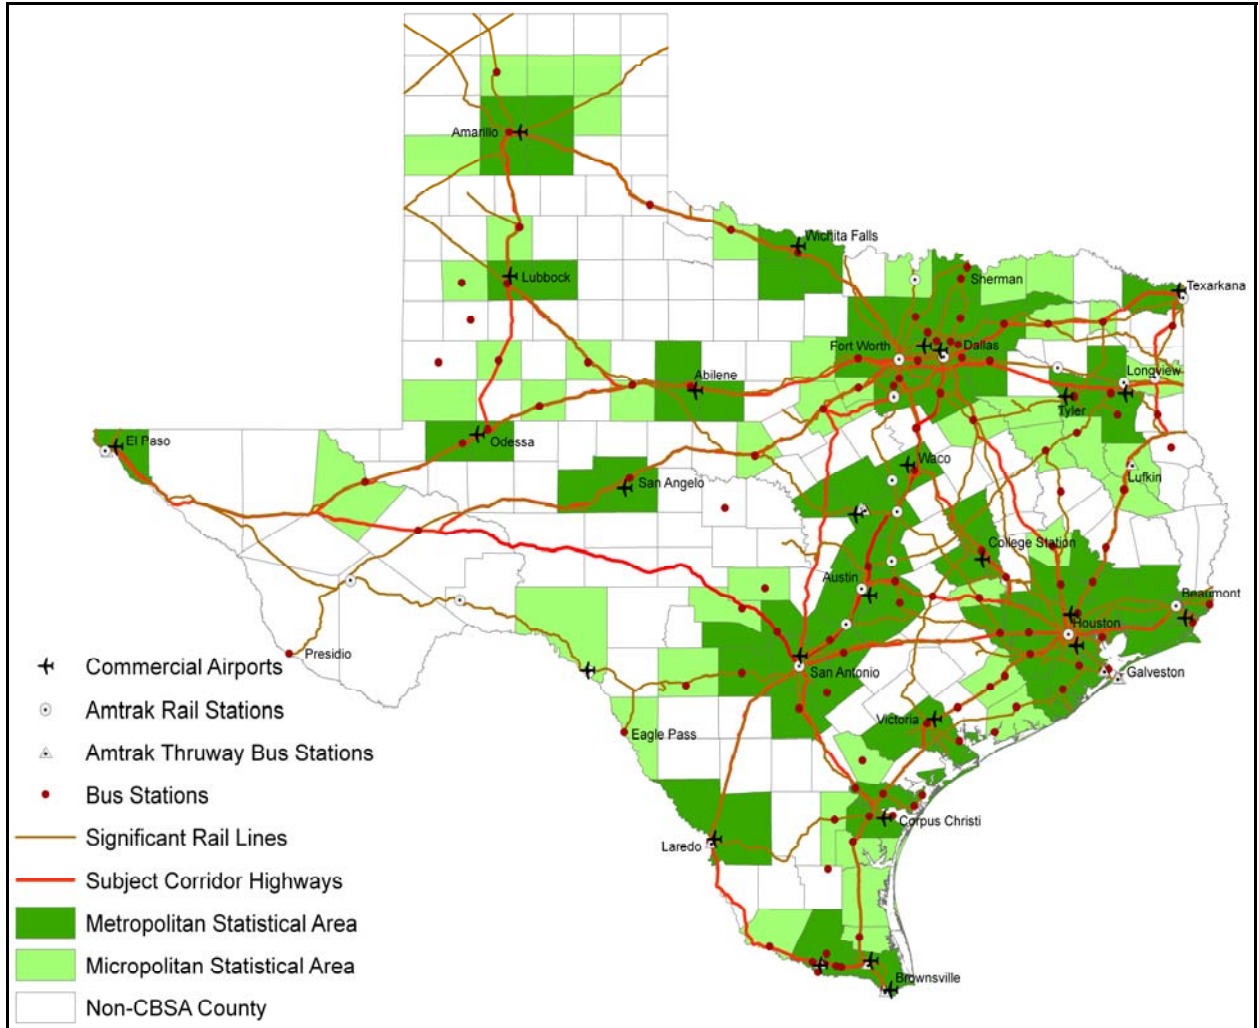 Amarillo
Wichita Falls
Lubbock
Sherman
Texarkana
Fort Worth
Dallas
Abilene
Longview
Tyler
El Paso
Odessa
Waco
San Angelo
Lufkin
College Station
Austin
Beaumont
Houston
Presidio
San Antonio
Galveston
Victoria
Eagle Pass
Corpus Christi
Laredo
Brownsville
Commercial Airports
Amtrak Rail Stations
Amtrak Thruway Bus Stations
Bus Stations
Significant Rail Lines
Subject Corridor Highways
Metropolitan Statistical Area
Micropolitan Statistical Area
Non-CBSA County